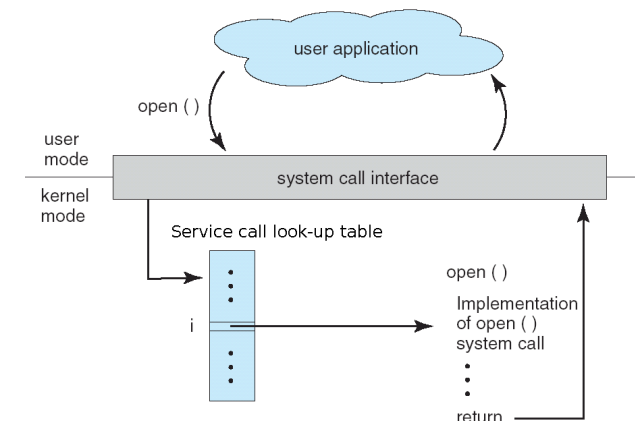 user application
open ( )
user
mode
system call interface
kernel
mode
Service call look-up table
open ( )
i
Implementation
of open ( )
system call
return